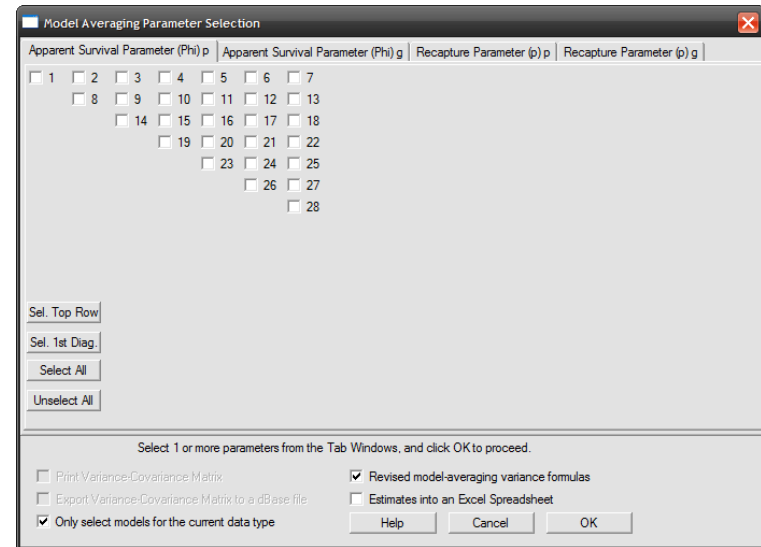 Model Averaging Parameter Selection
Apparent Survival Parameter (Phi) p Apparent Survival Parameter (Phi) g Recapture Parameter (p) p Recapture Parameter (p) g
1 2 3 4 5 6 7
8 9 10 11 12 13
14 15 16 17 18
19 20 21 22
23 24 25
26 27
28
Sel. Top Row
Sel. 1st Diag.
Select All
Unselect All
Select 1 or more parameters from the Tab Windows, and click OK to proceed.
Print Variance-Covariance Matrix Revised model-averaging variance formulas
Export Variance-Covariance Matrix to a dBase file Estimates into an Excel Spreadsheet
Only select models for the current data type Help Cancel OK